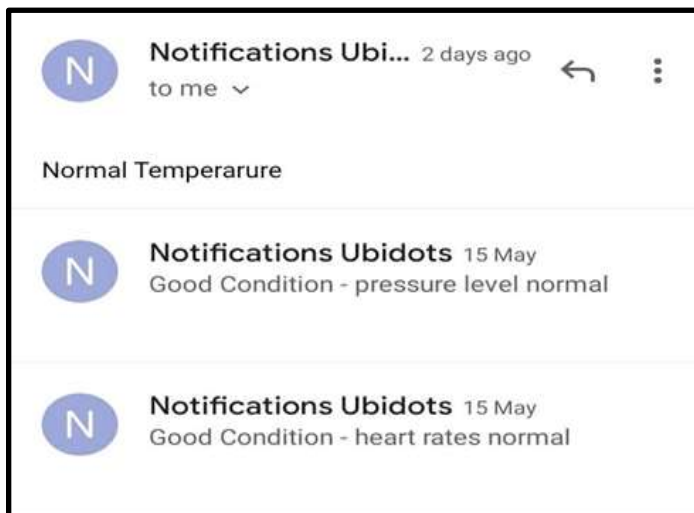 N
Notifications Ubi... 2 days ago
to me
Normal Temperarure
N
Notifications Ubidots 15 May
Good Condition - pressure level normal
N
Notifications Ubidots 15 May
Good Condition - heart rates normal